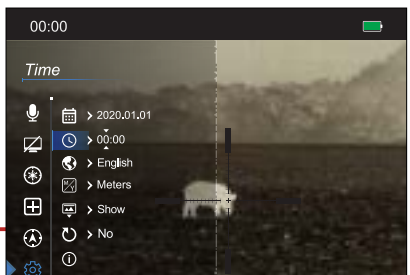 00:00
Time
> 2020.01.01
> 00:00
> English
M/Y > Meters
> Show
> No